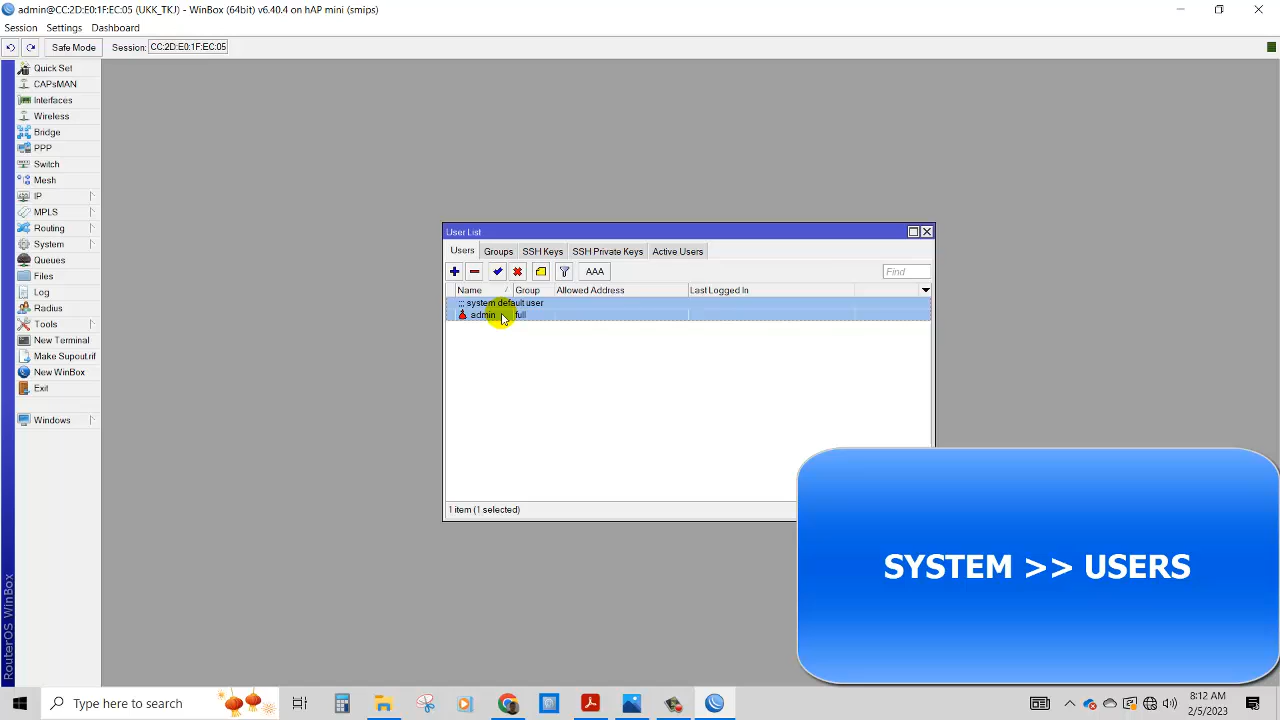 admin@CC:2D:E0:1F:EC:05 (UKK_TKJ) - WinBox (64bit) v6.40.4 on hAP mini (smips)
Session Settings Dashboard
Safe Mode Session: CC:2D:E0:1F:EC:05
Quick Set
CAPsMAN
Interfaces
Wireless
Bridge
PPP
Switch
Mesh
IP
MPLS
Routing
System
Queues
Files
Log
Radius
Tools
New Terminal
Make Supout.rif
New WinBox
Exit
Windows
RouterOS WinBox
User List
Users Groups SSH Keys SSH Private Keys Active Users
AAA Find
Name Group Allowed Address Last Logged In
;;; system default user
admin full
1 item (1 selected)
SYSTEM >> USERS
Type here to search
8:12 AM
2/5/2023